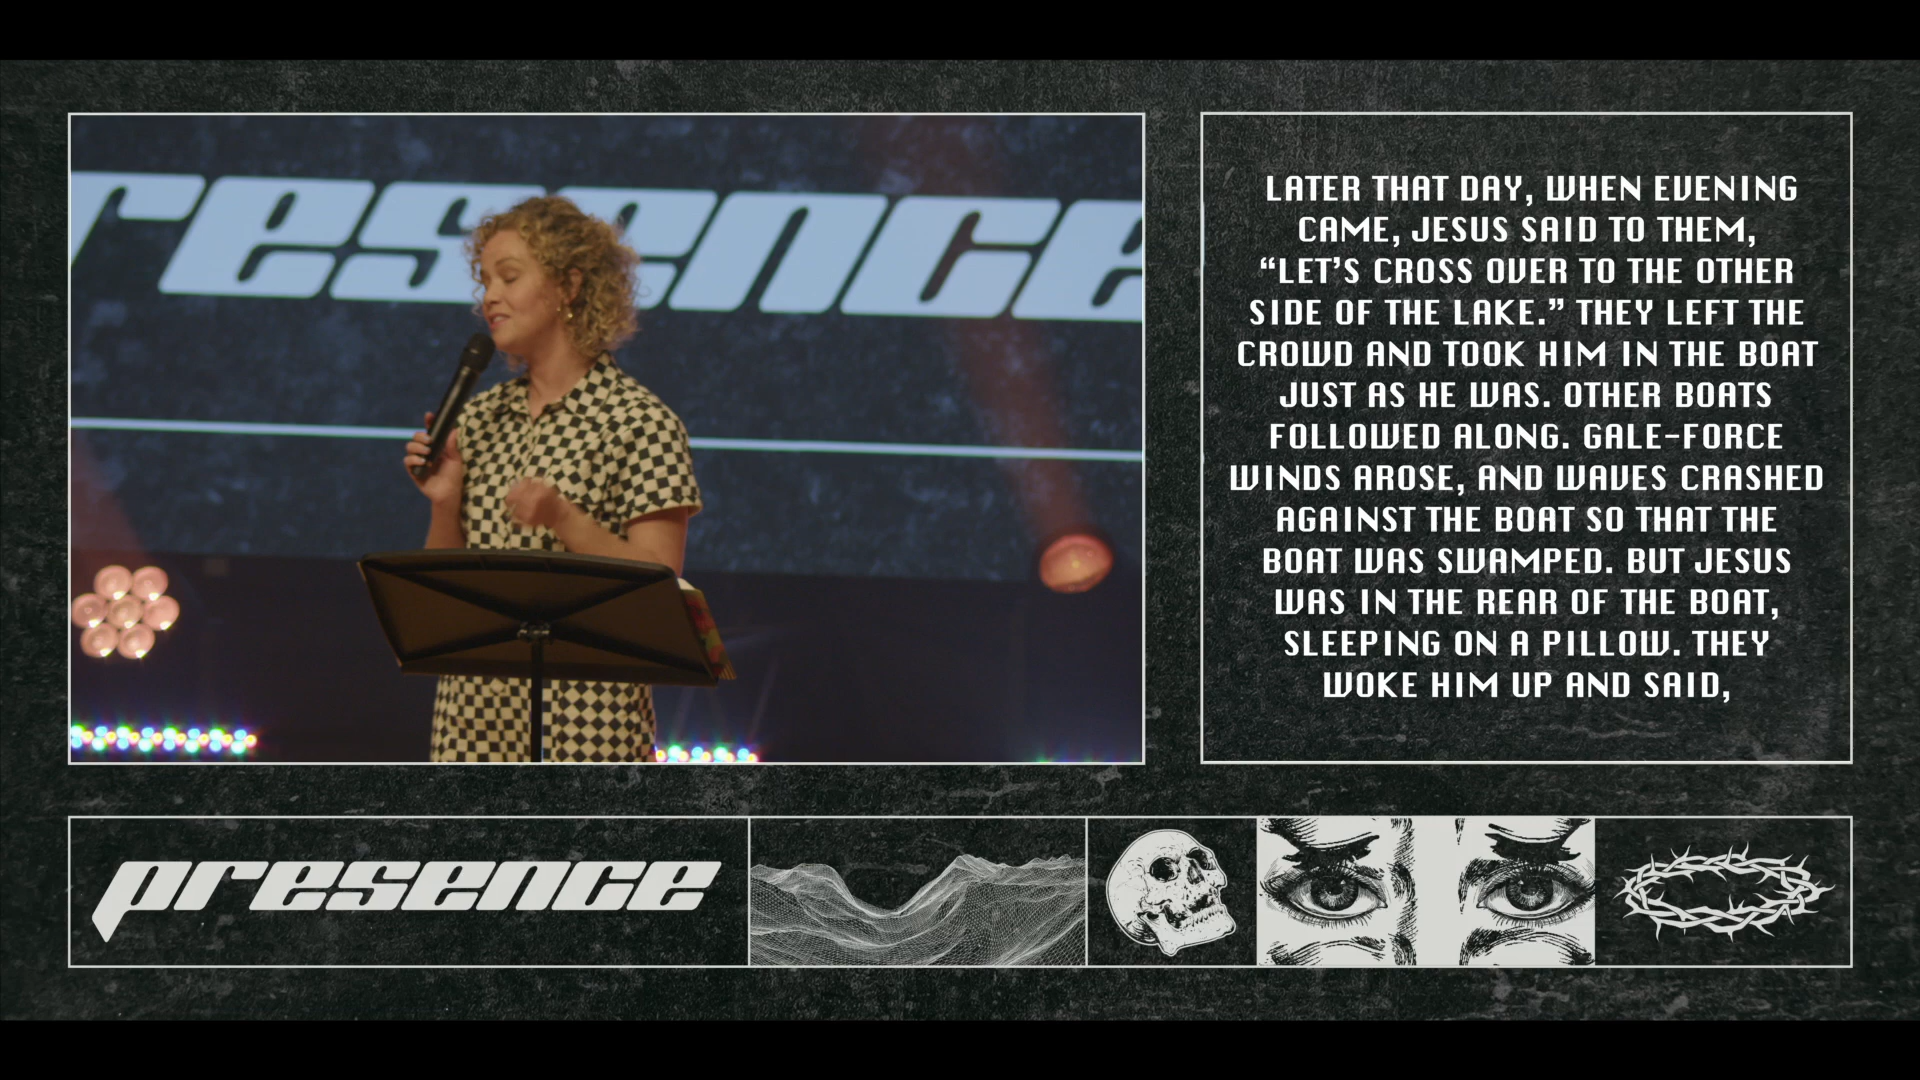 resence
LATER THAT DAY, WHEN EVENING
CAME, JESUS SAID TO THEM,
“LET’S CROSS OVER TO THE OTHER
SIDE OF THE LAKE.” THEY LEFT THE
CROWD AND TOOK HIM IN THE BOAT
JUST AS HE WAS. OTHER BOATS
FOLLOWED ALONG. GALE-FORCE
WINDS AROSE, AND WAVES CRASHED
AGAINST THE BOAT SO THAT THE
BOAT WAS SWAMPED. BUT JESUS
WAS IN THE REAR OF THE BOAT,
SLEEPING ON A PILLOW. THEY
WOKE HIM UP AND SAID,
presence